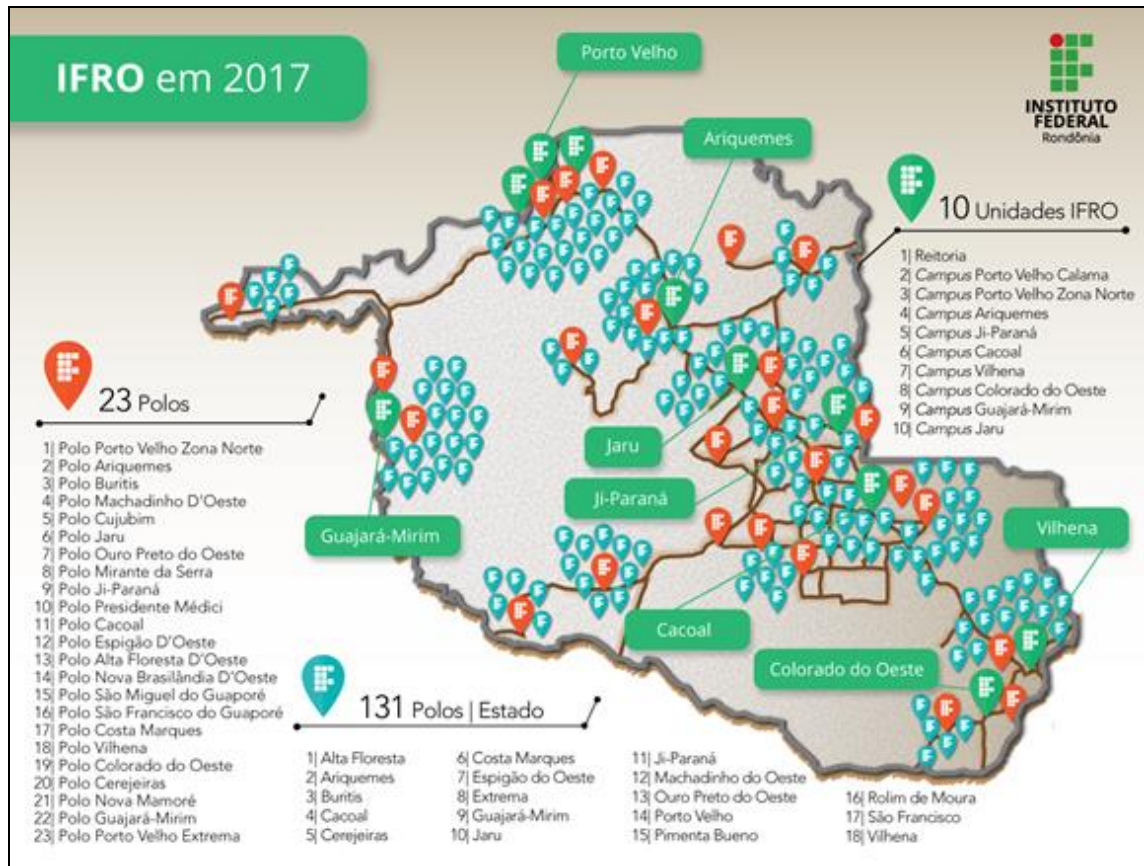 IFRO em 2017
Porto Velho
INSTITUTO
FEDERAL
Rondônia
Ariquemes
10 Unidades IFRO
1| Reitoria
2| Campus Porto Velho Calama
3| Campus Porto Velho Zona Norte
4| Campus Ariquemes
5| Campus Ji-Paraná
6| Campus Cacoal
7| Campus Vilhena
8| Campus Colorado do Oeste
9| Campus Guajará-Mirim
10| Campus Jaru
23 Polos
1| Polo Porto Velho Zona Norte
2| Polo Ariquemes
3| Polo Buritis
4| Polo Machadinho D'Oeste
5| Polo Cujubim
6| Polo Jaru
7| Polo Ouro Preto do Oeste
8| Polo Mirante da Serra
9| Polo Ji-Paraná
10| Polo Presidente Médici
11| Polo Cacoal
12| Polo Espigão D'Oeste
13| Polo Alta Floresta D'Oeste
14| Polo Nova Brasilândia D'Oeste
15| Polo São Miguel do Guaporé
16| Polo São Francisco do Guaporé
17| Polo Costa Marques
18| Polo Vilhena
19| Polo Colorado do Oeste
20| Polo Cerejeiras
21| Polo Nova Mamoré
22| Polo Guajará-Mirim
23| Polo Porto Velho Extrema
Jaru
Ji-Paraná
Guajará-Mirim
Vilhena
Cacoal
Colorado do Oeste
131 Polos | Estado
1| Alta Floresta
2| Ariquemes
3| Buritis
4| Cacoal
5| Cerejeiras
6| Costa Marques
7| Espigão do Oeste
8| Extrema
9| Guajará-Mirim
10| Jaru
11| Ji-Paraná
12| Machadinho do Oeste
13| Ouro Preto do Oeste
14| Porto Velho
15| Pimenta Bueno
16| Rolim de Moura
17| São Francisco
18| Vilhena